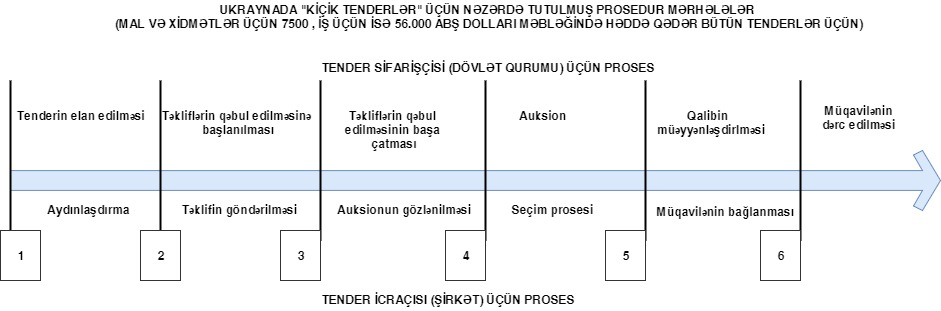 UKRAYNADA "KİÇİK TENDERLƏR" ÜÇÜN NƏZƏRDƏ TUTULMUŞ PROSEDUR MƏRHƏLƏLƏR
(MAL VƏ XİDMƏTLƏR ÜÇÜN 7500 , İŞ ÜÇÜN İSƏ 56.000 ABŞ DOLLARI MƏBLƏĞİNDƏ HƏDDƏ QƏDƏR BÜTÜN TENDERLƏR ÜÇÜN)
TENDER SİFARİŞÇİSİ (DÖVLƏT QURUMU) ÜÇÜN PROSES
Tenderin elan edilməsi
Təkliflərin qəbul edilməsinə
başlanılması
Təkliflərin qəbul
edilməsinin başa
çatması
Auksion
Qalibin
müəyyənləşdirlməsi
Müqavilənin
dərc edilməsi
Aydınlaşdırma
Təklifin göndərilməsi
Auksionun gözlənilməsi
Seçim prosesi
Müqavilənin bağlanması
1
2
3
4
5
6
TENDER İCRAÇISI (ŞİRKƏT) ÜÇÜN PROSES